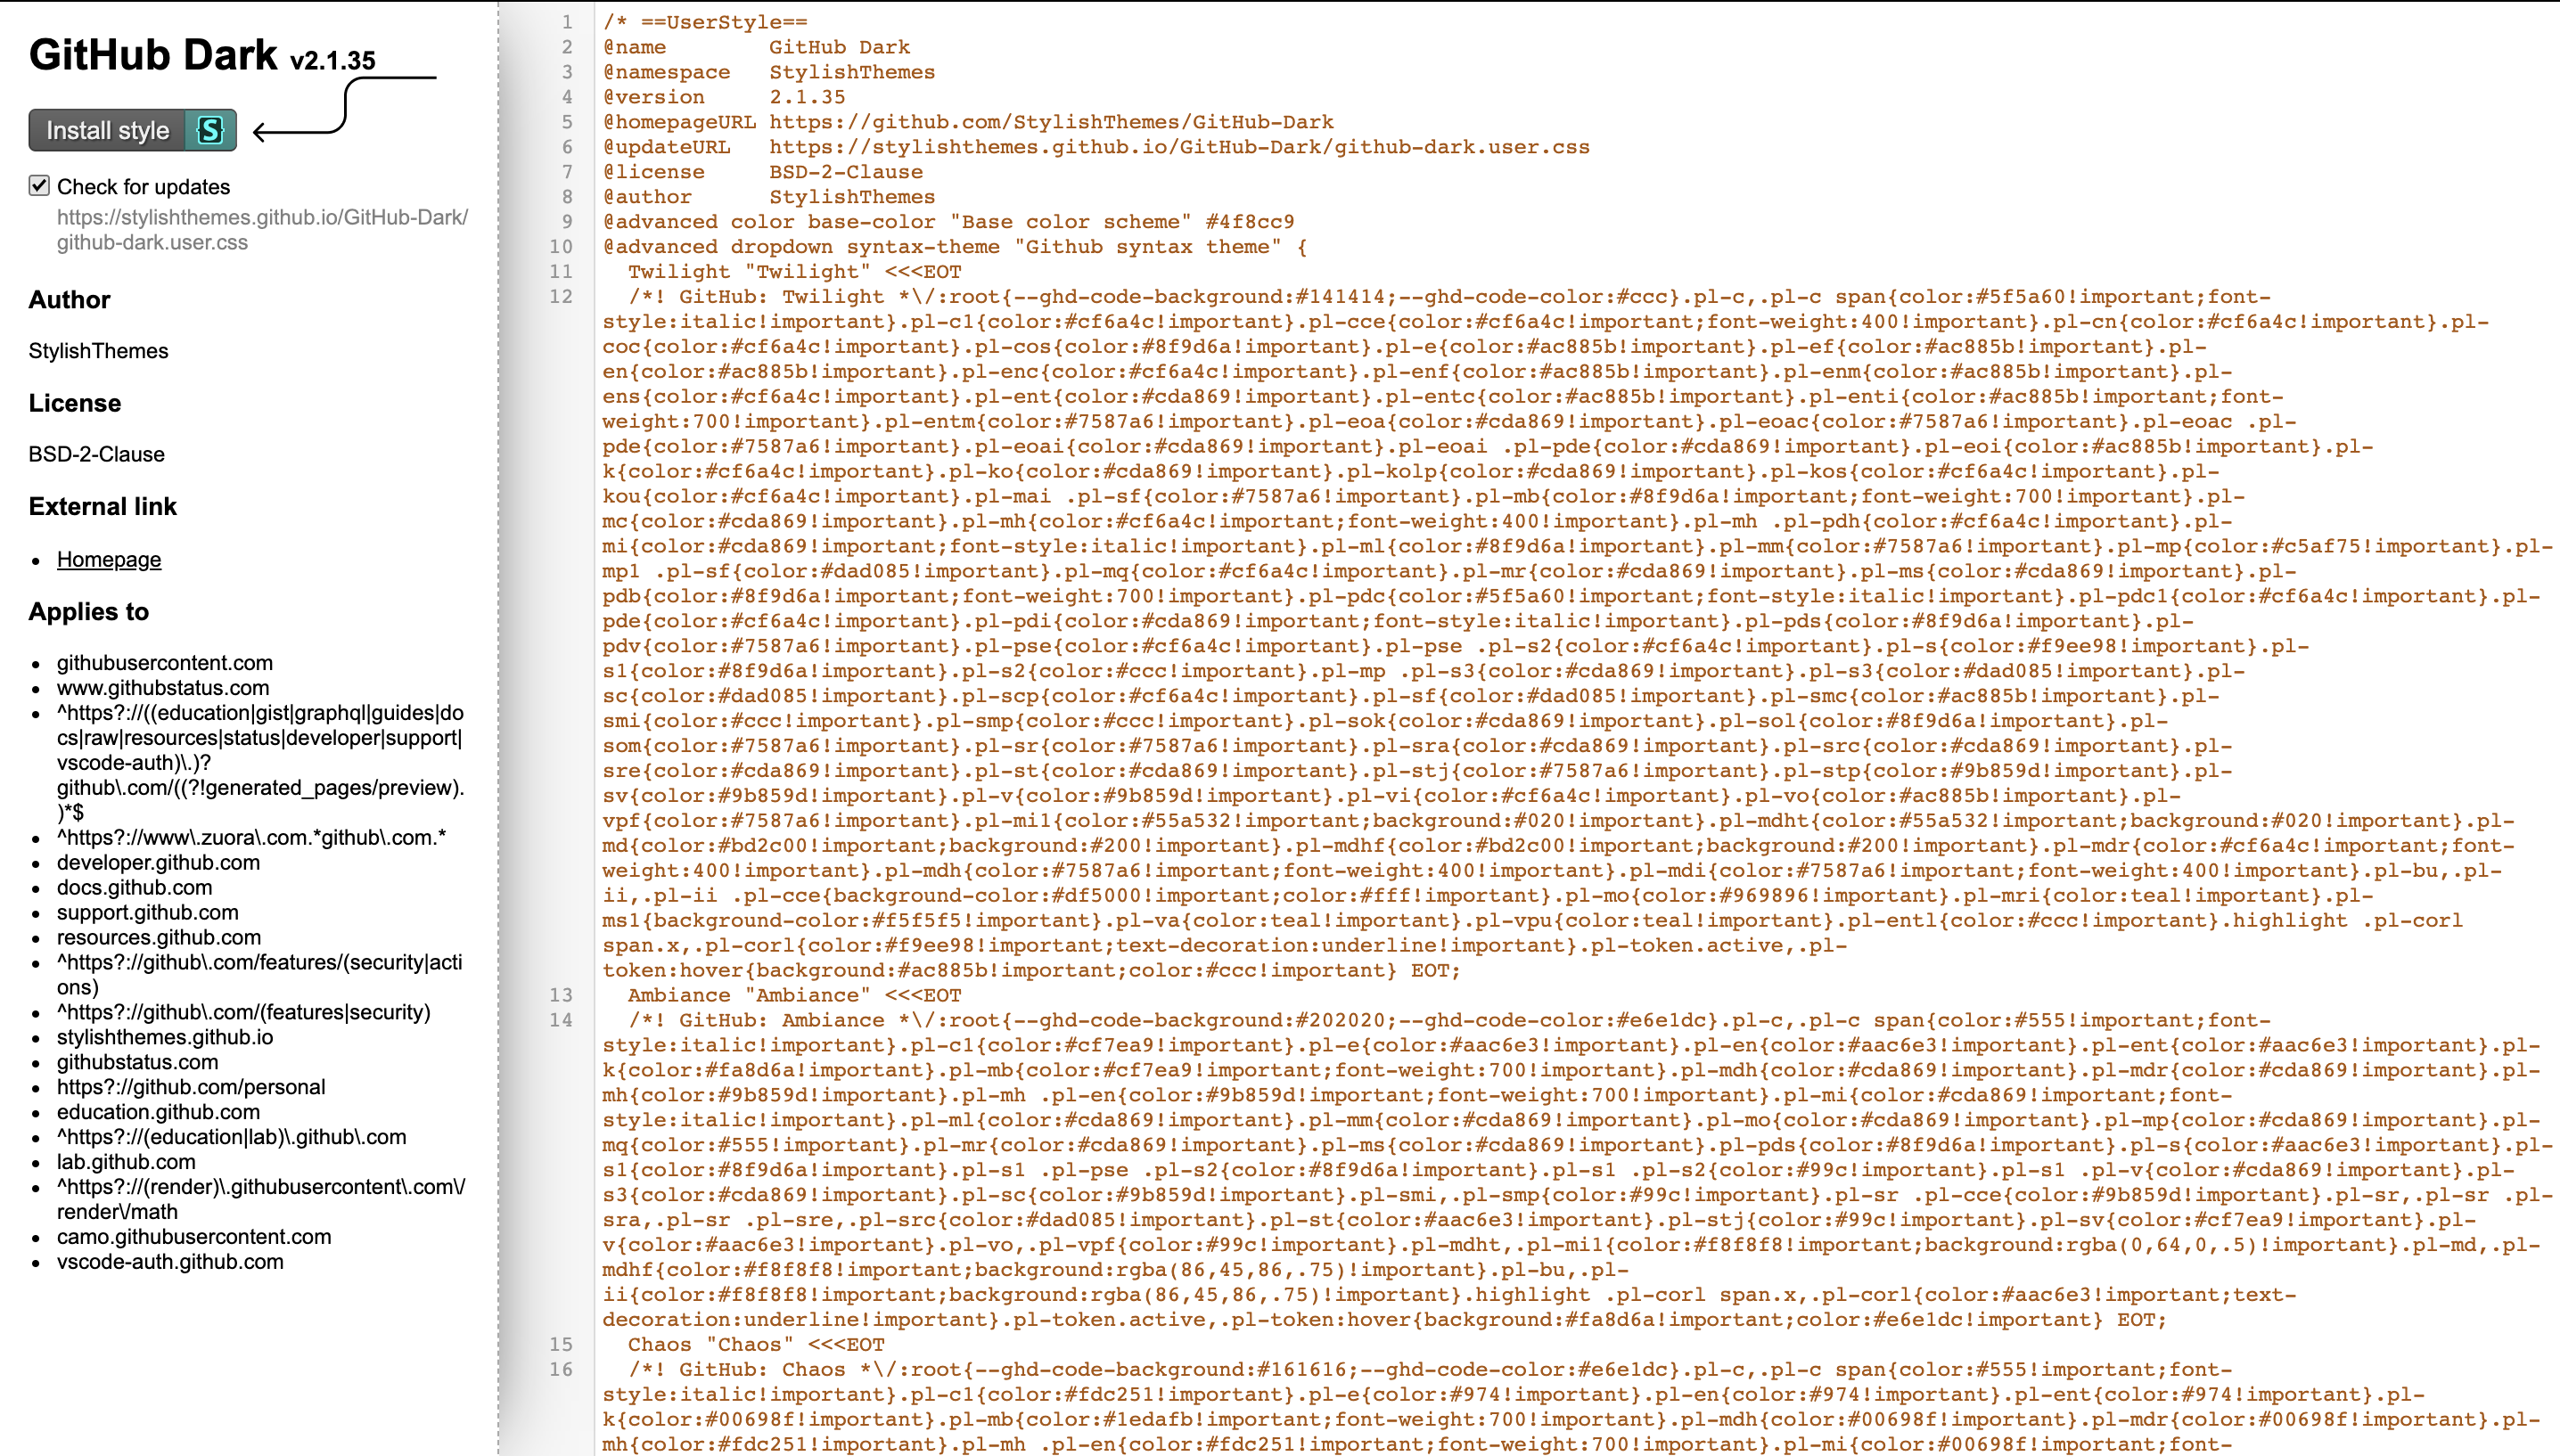 GitHub Dark v2.1.35
Install style
Check for updates
https://stylishthemes.github.io/GitHub-Dark/
github-dark.user.css
Author
StylishThemes
License
BSD-2-Clause
External link
Homepage
Applies to
githubusercontent.com
www.githubstatus.com
^https?://((education|gist|graphql|guides|do
cs|raw|resources|status|developer|support|
vscode-auth)\.)?
github\.com/((?!generated_pages/preview).
)*$
^https?://www\.zuora\.com.*github\.com.*
developer.github.com
docs.github.com
support.github.com
resources.github.com
^https?://github\.com/features/(security|acti
ons)
^https?://github\.com/(features|security)
stylishthemes.github.io
githubstatus.com
https?://github.com/personal
education.github.com
^https?://(education|lab)\.github\.com
lab.github.com
^https?://(render)\.githubusercontent\.com\/
render\/math
camo.githubusercontent.com
vscode-auth.github.com
1 /* ==UserStyle==
2 @name GitHub Dark
3 @namespace StylishThemes
4 @version 2.1.35
5 @homepageURL https://github.com/StylishThemes/GitHub-Dark
6 @updateURL https://stylishthemes.github.io/GitHub-Dark/github-dark.user.css
7 @license BSD-2-Clause
8 @author StylishThemes
9 @advanced color base-color "Base color scheme" #4f8cc9
10 @advanced dropdown syntax-theme "Github syntax theme" {
11 Twilight "Twilight" <<<EOT
12 /*! GitHub: Twilight *\/:root{--ghd-code-background:#141414;--ghd-code-color:#ccc}.pl-c,.pl-c span{color:#5f5a60!important;font-
style:italic!important}.pl-c1{color:#cf6a4c!important}.pl-cce{color:#cf6a4c!important;font-weight:400!important}.pl-cn{color:#cf6a4c!important}.pl-
coc{color:#cf6a4c!important}.pl-cos{color:#8f9d6a!important}.pl-e{color:#ac885b!important}.pl-ef{color:#ac885b!important}.pl-
en{color:#ac885b!important}.pl-enc{color:#cf6a4c!important}.pl-enf{color:#ac885b!important}.pl-enm{color:#ac885b!important}.pl-
ens{color:#cf6a4c!important}.pl-ent{color:#cda869!important}.pl-entc{color:#ac885b!important}.pl-enti{color:#ac885b!important;font-
weight:700!important}.pl-entm{color:#7587a6!important}.pl-eoa{color:#cda869!important}.pl-eoac{color:#7587a6!important}.pl-eoac .pl-
pde{color:#7587a6!important}.pl-eoai{color:#cda869!important}.pl-eoai .pl-pde{color:#cda869!important}.pl-eoi{color:#ac885b!important}.pl-
k{color:#cf6a4c!important}.pl-ko{color:#cda869!important}.pl-kolp{color:#cda869!important}.pl-kos{color:#cf6a4c!important}.pl-
kou{color:#cf6a4c!important}.pl-mai .pl-sf{color:#7587a6!important}.pl-mb{color:#8f9d6a!important;font-weight:700!important}.pl-
mc{color:#cda869!important}.pl-mh{color:#cf6a4c!important;font-weight:400!important}.pl-mh .pl-pdh{color:#cf6a4c!important}.pl-
mi{color:#cda869!important;font-style:italic!important}.pl-ml{color:#8f9d6a!important}.pl-mm{color:#7587a6!important}.pl-mp{color:#c5af75!important}.pl-
mp1 .pl-sf{color:#dad085!important}.pl-mq{color:#cf6a4c!important}.pl-mr{color:#cda869!important}.pl-ms{color:#cda869!important}.pl-
pdb{color:#8f9d6a!important;font-weight:700!important}.pl-pdc{color:#5f5a60!important;font-style:italic!important}.pl-pdc1{color:#cf6a4c!important}.pl-
pde{color:#cf6a4c!important}.pl-pdi{color:#cda869!important;font-style:italic!important}.pl-pds{color:#8f9d6a!important}.pl-
pdv{color:#7587a6!important}.pl-pse{color:#cf6a4c!important}.pl-pse .pl-s2{color:#cf6a4c!important}.pl-s{color:#f9ee98!important}.pl-
s1{color:#8f9d6a!important}.pl-s2{color:#ccc!important}.pl-mp .pl-s3{color:#cda869!important}.pl-s3{color:#dad085!important}.pl-
sc{color:#dad085!important}.pl-scp{color:#cf6a4c!important}.pl-sf{color:#dad085!important}.pl-smc{color:#ac885b!important}.pl-
smi{color:#ccc!important}.pl-smp{color:#ccc!important}.pl-sok{color:#cda869!important}.pl-sol{color:#8f9d6a!important}.pl-
som{color:#7587a6!important}.pl-sr{color:#7587a6!important}.pl-sra{color:#cda869!important}.pl-src{color:#cda869!important}.pl-
sre{color:#cda869!important}.pl-st{color:#cda869!important}.pl-stj{color:#7587a6!important}.pl-stp{color:#9b859d!important}.pl-
sv{color:#9b859d!important}.pl-v{color:#9b859d!important}.pl-vi{color:#cf6a4c!important}.pl-vo{color:#ac885b!important}.pl-
vpf{color:#7587a6!important}.pl-mi1{color:#55a532!important;background:#020!important}.pl-mdht{color:#55a532!important;background:#020!important}.pl-
md{color:#bd2c00!important;background:#200!important}.pl-mdhf{color:#bd2c00!important;background:#200!important}.pl-mdr{color:#cf6a4c!important;font-
weight:400!important}.pl-mdh{color:#7587a6!important;font-weight:400!important}.pl-mdi{color:#7587a6!important;font-weight:400!important}.pl-bu,.pl-
ii,.pl-ii .pl-cce{background-color:#df5000!important;color:#fff!important}.pl-mo{color:#969896!important}.pl-mri{color:teal!important}.pl-
ms1{background-color:#f5f5f5!important}.pl-va{color:teal!important}.pl-vpu{color:teal!important}.pl-entl{color:#ccc!important}.highlight .pl-corl
span.x,.pl-corl{color:#f9ee98!important;text-decoration:underline!important}.pl-token.active,.pl-
token:hover{background:#ac885b!important;color:#ccc!important} EOT;
13 Ambiance "Ambiance" <<<EOT
14 /*! GitHub: Ambiance *\/:root{--ghd-code-background:#202020;--ghd-code-color:#e6e1dc}.pl-c,.pl-c span{color:#555!important;font-
style:italic!important}.pl-c1{color:#cf7ea9!important}.pl-e{color:#aac6e3!important}.pl-en{color:#aac6e3!important}.pl-ent{color:#aac6e3!important}.pl-
k{color:#fa8d6a!important}.pl-mb{color:#cf7ea9!important;font-weight:700!important}.pl-mdh{color:#cda869!important}.pl-mdr{color:#cda869!important}.pl-
mh{color:#9b859d!important}.pl-mh .pl-en{color:#9b859d!important;font-weight:700!important}.pl-mi{color:#cda869!important;font-
style:italic!important}.pl-ml{color:#cda869!important}.pl-mm{color:#cda869!important}.pl-mo{color:#cda869!important}.pl-mp{color:#cda869!important}.pl-
mq{color:#555!important}.pl-mr{color:#cda869!important}.pl-ms{color:#cda869!important}.pl-pds{color:#8f9d6a!important}.pl-s{color:#aac6e3!important}.pl-
s1{color:#8f9d6a!important}.pl-s1 .pl-pse .pl-s2{color:#8f9d6a!important}.pl-s1 .pl-s2{color:#99c!important}.pl-s1 .pl-v{color:#cda869!important}.pl-
s3{color:#cda869!important}.pl-sc{color:#9b859d!important}.pl-smi,.pl-smp{color:#99c!important}.pl-sr .pl-cce{color:#9b859d!important}.pl-sr,.pl-sr .pl-
sra,.pl-sr .pl-sre,.pl-src{color:#dad085!important}.pl-st{color:#aac6e3!important}.pl-stj{color:#99c!important}.pl-sv{color:#cf7ea9!important}.pl-
v{color:#aac6e3!important}.pl-vo,.pl-vpf{color:#99c!important}.pl-mdht,.pl-mi1{color:#f8f8f8!important;background:rgba(0,64,0,.5)!important}.pl-md,.pl-
mdhf{color:#f8f8f8!important;background:rgba(86,45,86,.75)!important}.pl-bu,.pl-
ii{color:#f8f8f8!important;background:rgba(86,45,86,.75)!important}.highlight .pl-corl span.x,.pl-corl{color:#aac6e3!important;text-
decoration:underline!important}.pl-token.active,.pl-token:hover{background:#fa8d6a!important;color:#e6e1dc!important} EOT;
15 Chaos "Chaos" <<<EOT
16 /*! GitHub: Chaos *\/:root{--ghd-code-background:#161616;--ghd-code-color:#e6e1dc}.pl-c,.pl-c span{color:#555!important;font-
style:italic!important}.pl-c1{color:#fdc251!important}.pl-e{color:#974!important}.pl-en{color:#974!important}.pl-ent{color:#974!important}.pl-
k{color:#00698f!important}.pl-mb{color:#1edafb!important;font-weight:700!important}.pl-mdh{color:#00698f!important}.pl-mdr{color:#00698f!important}.pl-
mh{color:#fdc251!important}.pl-mh .pl-en{color:#fdc251!important;font-weight:700!important}.pl-mi{color:#00698f!important;font-